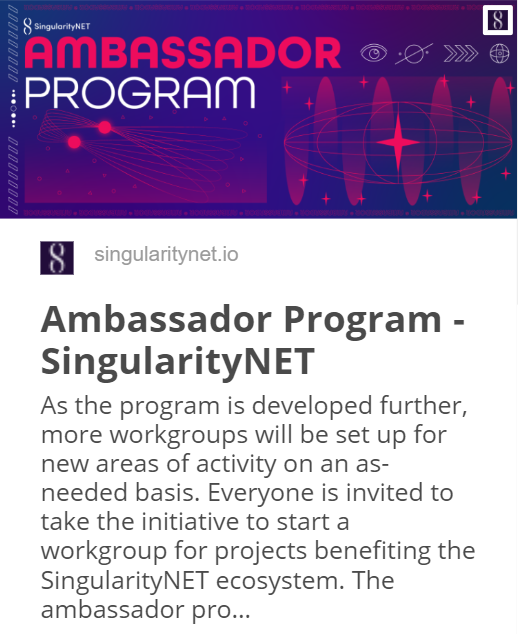 SingularityNET
AMBASSADOR
PROGRAM
singularitynet.io
Ambassador Program -
SingularityNET
As the program is developed further,
more workgroups will be set up for
new areas of activity on an as-
needed basis. Everyone is invited to
take the initiative to start a
workgroup for projects benefiting the
SingularityNET ecosystem. The
ambassador pro...